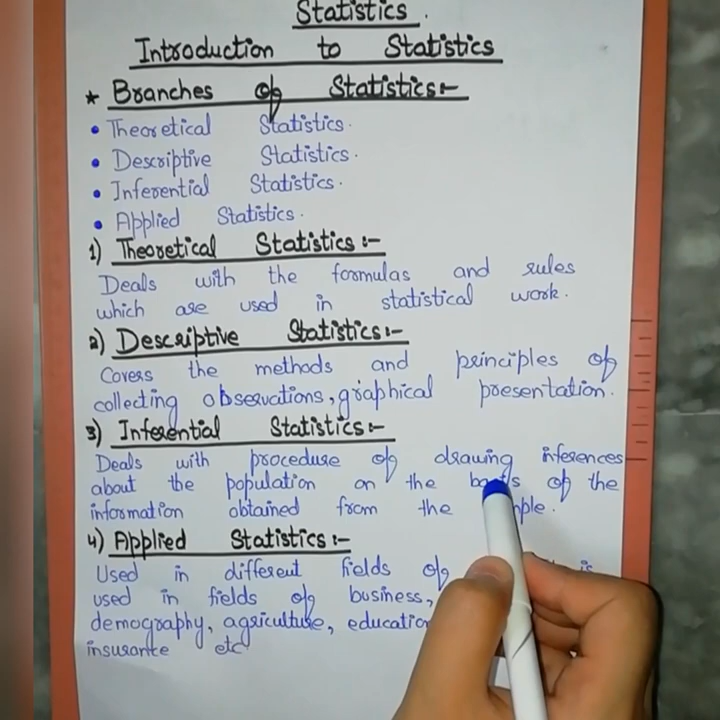 Statistics.
Introduction to Statistics
* Branches of Statistics:-
• Theoretical Statistics.
• Descriptive Statistics.
• Inferential Statistics.
• Applied Statistics.
1) Theoretical Statistics:-
Deals with the formulas and rules
which are used in statistical work.
2) Descriptive Statistics:-
Covers the methods and principles of
collecting observations, graphical presentation.
3) Inferential Statistics:-
Deals with procedure of drawing inferences
about the population on the basis of the
information obtained from the
4) Applied Statistics:-
Used in different fields of is
used in fields of business,
demography, agriculture, education
insurance etc